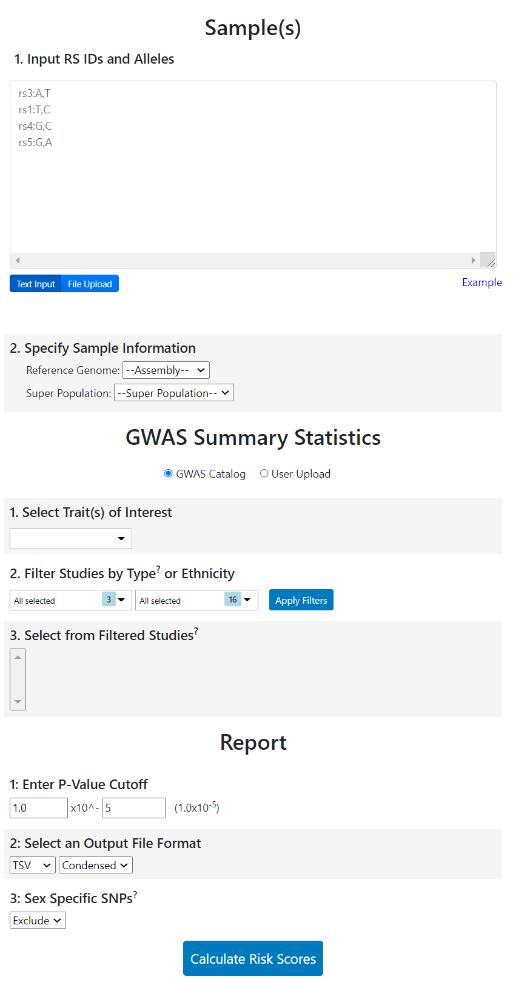 Sample(s)
1. Input RS IDs and Alleles
rs3:A,T
rs1:T,C
rs4:G,C
rs5:G,A
Text Input File Upload Example
2. Specify Sample Information
Reference Genome: --Assembly--
Super Population: --Super Population--
GWAS Summary Statistics
GWAS Catalog User Upload
1. Select Trait(s) of Interest
2. Filter Studies by Type? or Ethnicity
All selected 3 All selected 16 Apply Filters
3. Select from Filtered Studies?
Report
1: Enter P-Value Cutoff
1.0 x10^- 5 (1.0x10⁻⁵)
2: Select an Output File Format
TSV Condensed
3: Sex Specific SNPs?
Exclude
Calculate Risk Scores